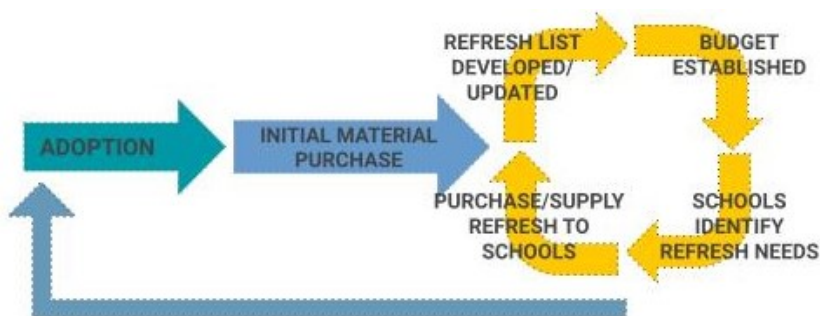 ADOPTION
INITIAL MATERIAL
PURCHASE
REFRESH LIST
DEVELOPED/
UPDATED
BUDGET
ESTABLISHED
SCHOOLS
IDENTIFY
REFRESH NEEDS
PURCHASE/SUPPLY
REFRESH TO
SCHOOLS